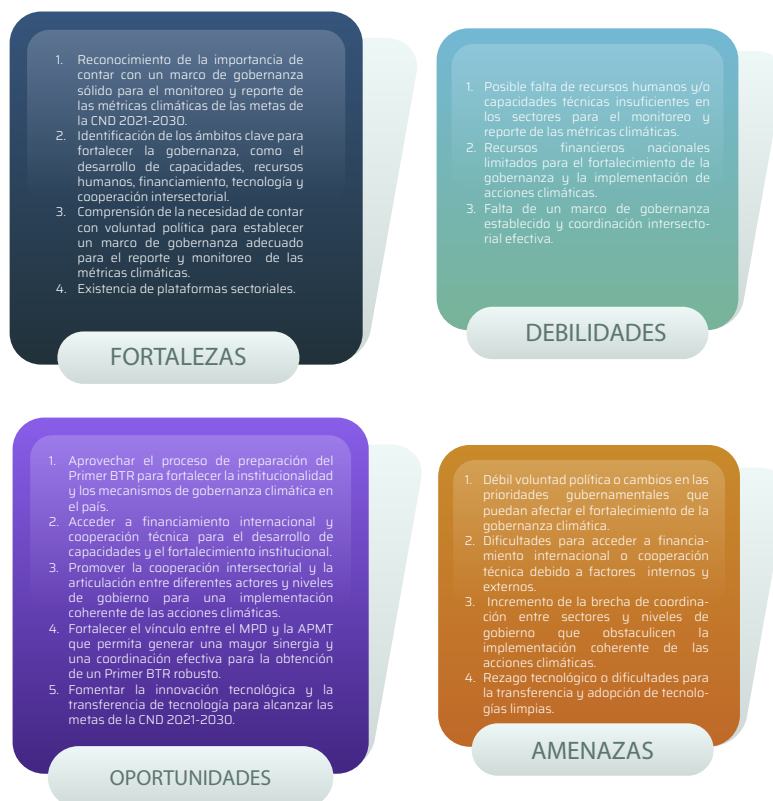 1. Reconocimiento de la importancia de
contar con un marco de gobernanza
sólido para el monitoreo y reporte de
las métricas climáticas de las metas de
la CND 2021-2030.
2. Identificación de los ámbitos clave para
fortalecer la gobernanza, como el
desarrollo de capacidades, recursos
humanos, financiamiento, tecnología y
cooperación intersectorial.
3. Comprensión de la necesidad de contar
con voluntad política para establecer
un marco de gobernanza adecuado
para el reporte y monitoreo de las
métricas climáticas.
4. Existencia de plataformas sectoriales.
FORTALEZAS
1. Posible falta de recursos humanos y/o
capacidades técnicas insuficientes en
los sectores para el monitoreo y
reporte de las métricas climáticas.
2. Recursos financieros nacionales
limitados para el fortalecimiento de la
gobernanza y la implementación de
acciones climáticas.
3. Falta de un marco de gobernanza
establecido y coordinación intersecto-
rial efectiva.
DEBILIDADES
1. Aprovechar el proceso de preparación del
Primer BTR para fortalecer la institucionalidad
y los mecanismos de gobernanza climática en
el país.
2. Acceder a financiamiento internacional y
cooperación técnica para el desarrollo de
capacidades y el fortalecimiento institucional.
3. Promover la cooperación intersectorial y la
articulación entre diferentes actores y niveles
de gobierno para una implementación
coherente de las acciones climáticas.
4. Fortalecer el vínculo entre el MPD y la APMT
que permita generar una mayor sinergia y
una coordinación efectiva para la obtención
de un Primer BTR robusto.
5. Fomentar la innovación tecnológica y la
transferencia de tecnología para alcanzar las
metas de la CND 2021-2030.
OPORTUNIDADES
1. Débil voluntad política o cambios en las
prioridades gubernamentales que
puedan afectar el fortalecimiento de la
gobernanza climática.
2. Dificultades para acceder a financia-
miento internacional o cooperación
técnica debido a factores internos y
externos.
3. Incremento de la brecha de coordina-
ción entre sectores y niveles de
gobierno que obstaculicen la
implementación coherente de las
acciones climáticas.
4. Rezago tecnológico o dificultades para
la transferencia y adopción de tecnolo-
gías limpias.
AMENAZAS